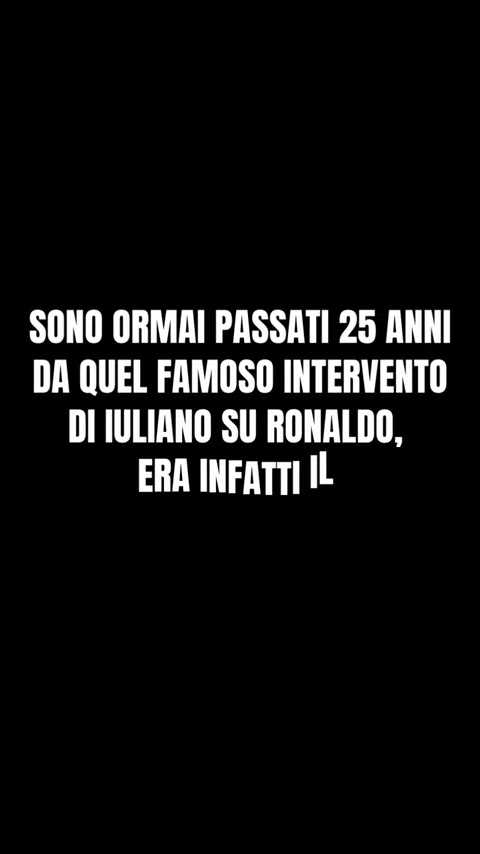 SONO ORMAI PASSATI 25 ANNI
DA QUEL FAMOSO INTERVENTO
DI IULIANO SU RONALDO,
ERA INFATTI IL